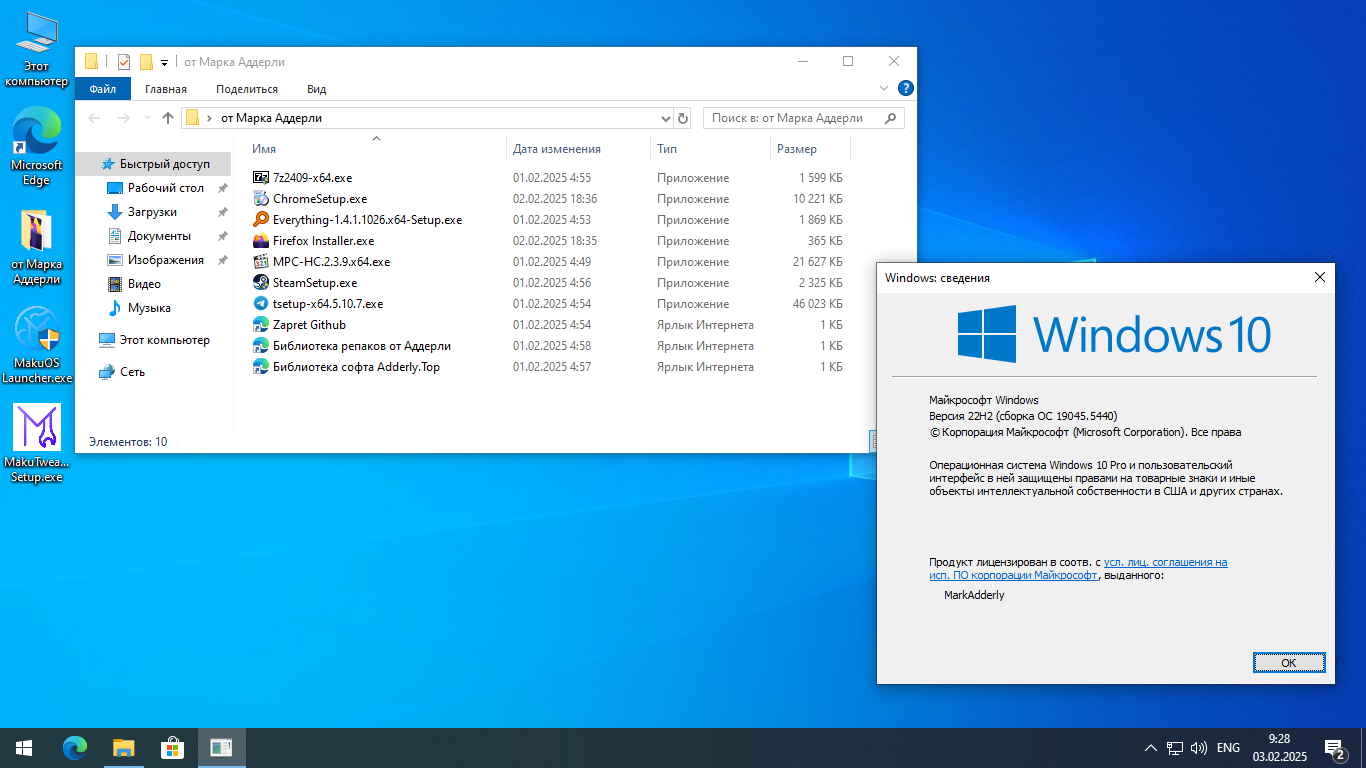 Этот
компьютер
Microsoft
Edge
от Марка
Аддерли
MakuOS
Launcher.exe
MakuTwea...
Setup.exe
от Марка Аддерли
Файл Главная Поделиться Вид
от Марка Аддерли
Поиск в: от Марка Аддерли
Быстрый доступ
Рабочий стол
Загрузки
Документы
Изображения
Видео
Музыка
Этот компьютер
Сеть
Имя Дата изменения Тип Размер
7z2409-x64.exe 01.02.2025 4:55 Приложение 1 599 КБ
ChromeSetup.exe 02.02.2025 18:36 Приложение 10 221 КБ
Everything-1.4.1.1026.x64-Setup.exe 01.02.2025 4:53 Приложение 1 869 КБ
Firefox Installer.exe 02.02.2025 18:35 Приложение 365 КБ
MPC-HC.2.3.9.x64.exe 01.02.2025 4:49 Приложение 21 627 КБ
SteamSetup.exe 01.02.2025 4:56 Приложение 2 325 КБ
tsetup-x64.5.10.7.exe 01.02.2025 4:54 Приложение 46 023 КБ
Zapret Github 01.02.2025 4:54 Ярлык Интернета 1 КБ
Библиотека репаков от Аддерли 01.02.2025 4:58 Ярлык Интернета 1 КБ
Библиотека софта Adderly.Top 01.02.2025 4:57 Ярлык Интернета 1 КБ
Элементов: 10
Windows: сведения
Windows 10
Майкрософт Windows
Версия 22H2 (сборка ОС 19045.5440)
© Корпорация Майкрософт (Microsoft Corporation). Все права
Операционная система Windows 10 Pro и пользовательский
интерфейс в ней защищены правами на товарные знаки и иные
объекты интеллектуальной собственности в США и других странах.
Продукт лицензирован в соотв. с усл. лиц. соглашения на
исп. ПО корпорации Майкрософт, выданного:
MarkAdderly
ОК
ENG
9:28
03.02.2025
2